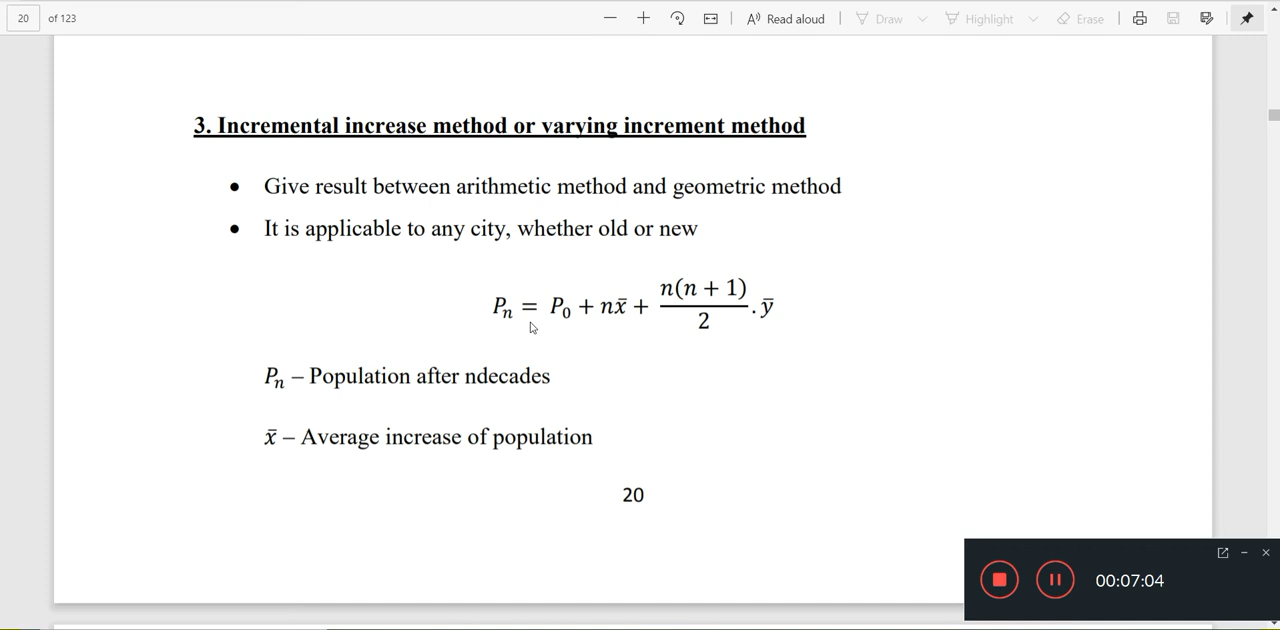 20 of 123 Read aloud Draw Highlight Erase
3. Incremental increase method or varying increment method
• Give result between arithmetic method and geometric method
• It is applicable to any city, whether old or new
Pₙ = P₀ + nx̄ + n(n + 1)/2 . ȳ
Pₙ – Population after ndecades
x̄ – Average increase of population
20
00:07:04